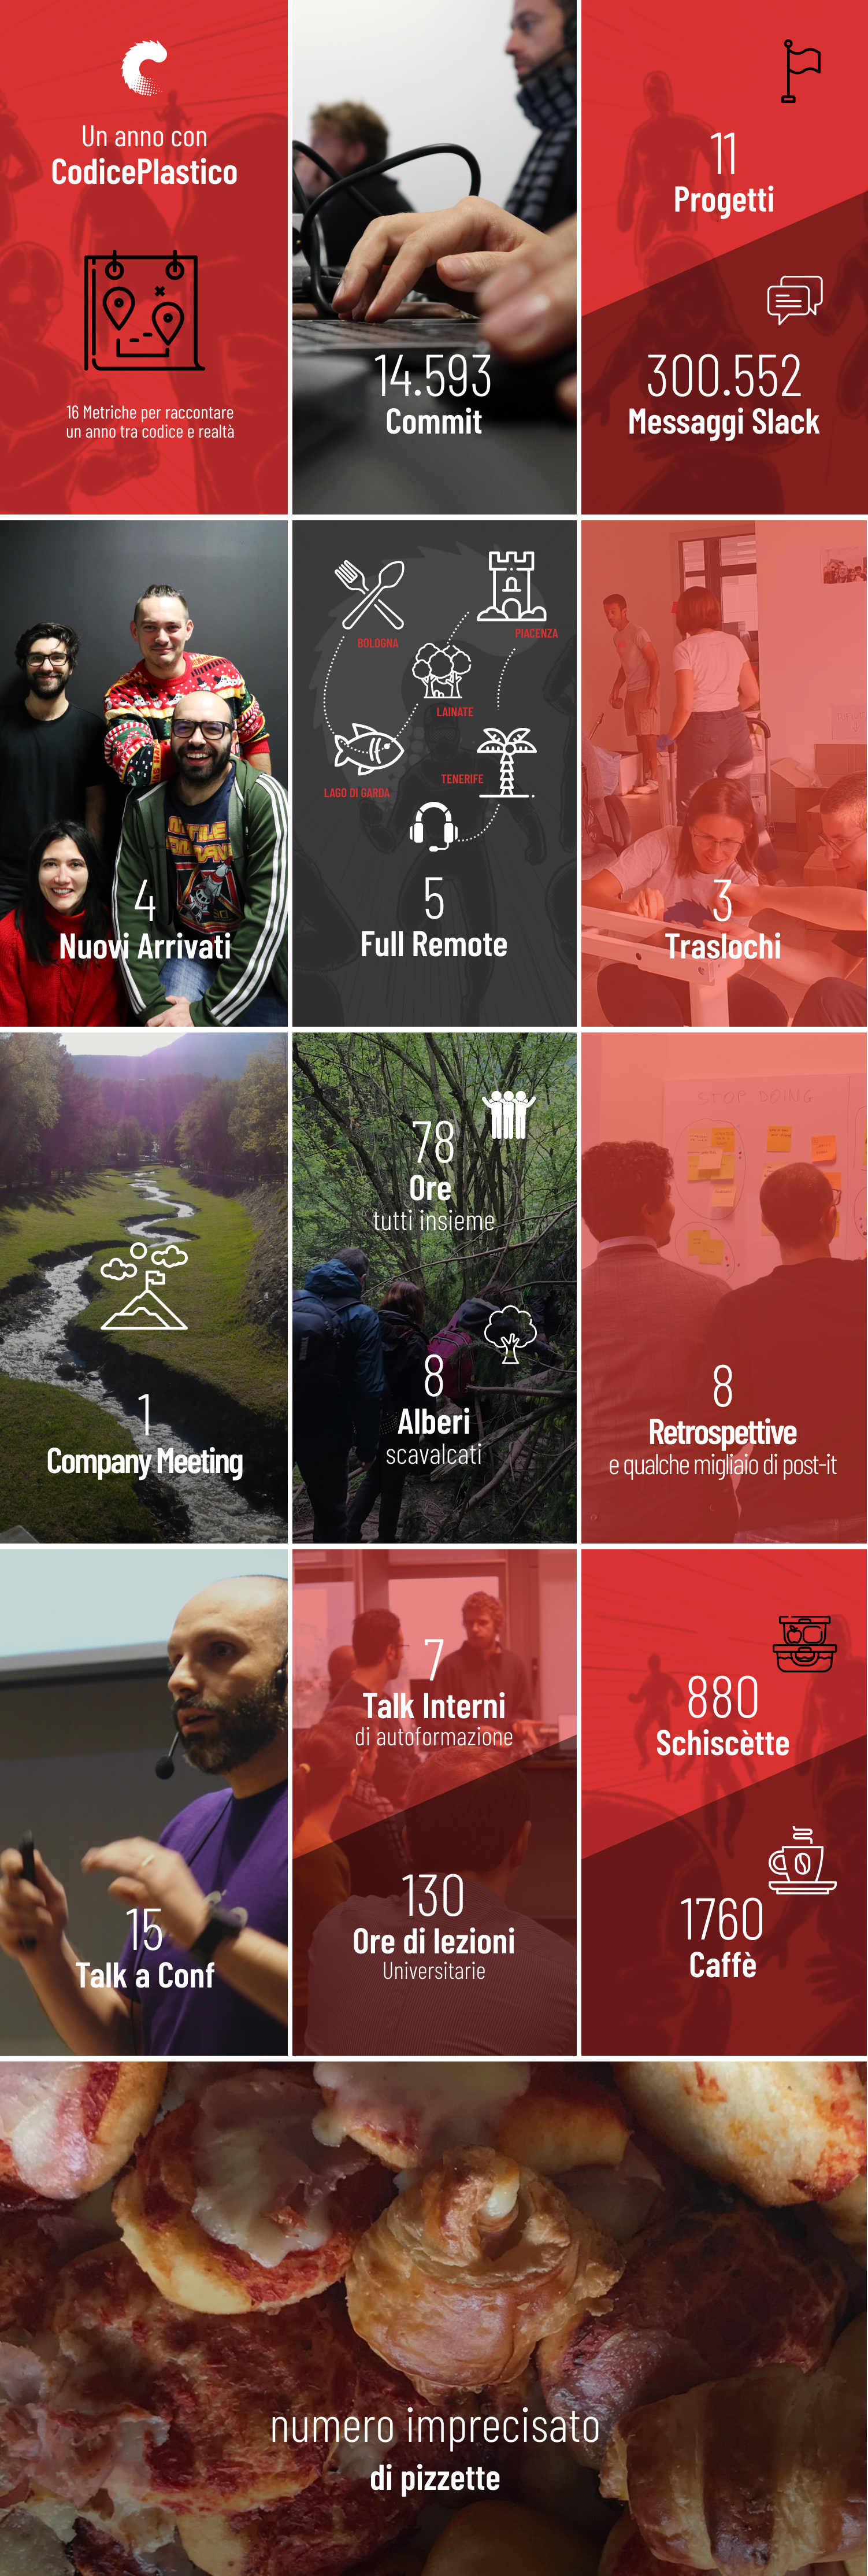 Un anno con
CodicePlastico
16 Metriche per raccontare
un anno tra codice e realtà
14.593
Commit
11
Progetti
300.552
Messaggi Slack
4
Nuovi Arrivati
BOLOGNA
PIACENZA
LAINATE
TENERIFE
LAGO DI GARDA
5
Full Remote
3
Traslochi
1
Company Meeting
78
Ore
tutti insieme
8
Alberi
scavalcati
STOP DOING
8
Retrospettive
e qualche migliaio di post-it
15
Talk a Conf
7
Talk Interni
di autoformazione
130
Ore di lezioni
Universitarie
880
Schiscètte
1760
Caffè
numero imprecisato
di pizzette